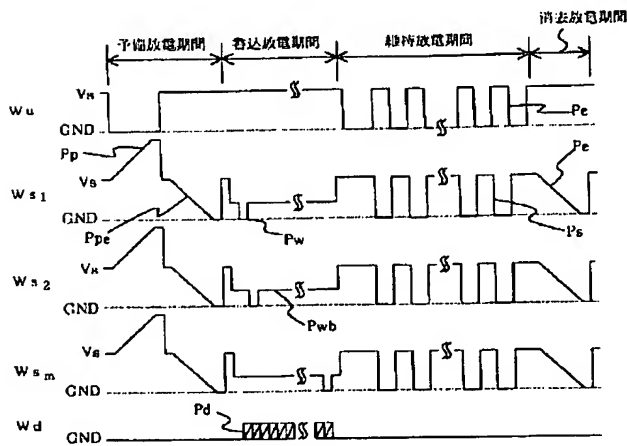 予備放電期間 書込放電期間 維持放電期間 消去放電期間
Wu VS GND Pe
Pp Pe
Ws1 VS GND Ppe Pw Ps
Ws2 VS GND Pwb
Wsm VS GND
Wd GND Pd